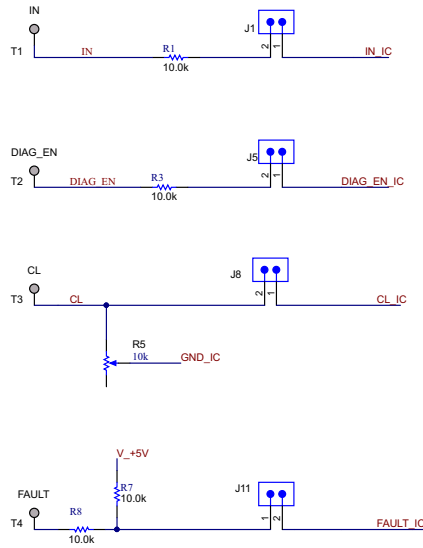 IN
J1
T1
IN
R1
10.0k
2
1
IN_IC
DIAG_EN
J5
T2
DIAG_EN
R3
10.0k
2
1
DIAG_EN_IC
CL
J8
T3
CL
2
1
CL_IC
R5
10k
GND_IC
V_+5V
FAULT
R7
10.0k
J11
T4
R8
10.0k
1
2
FAULT_IC